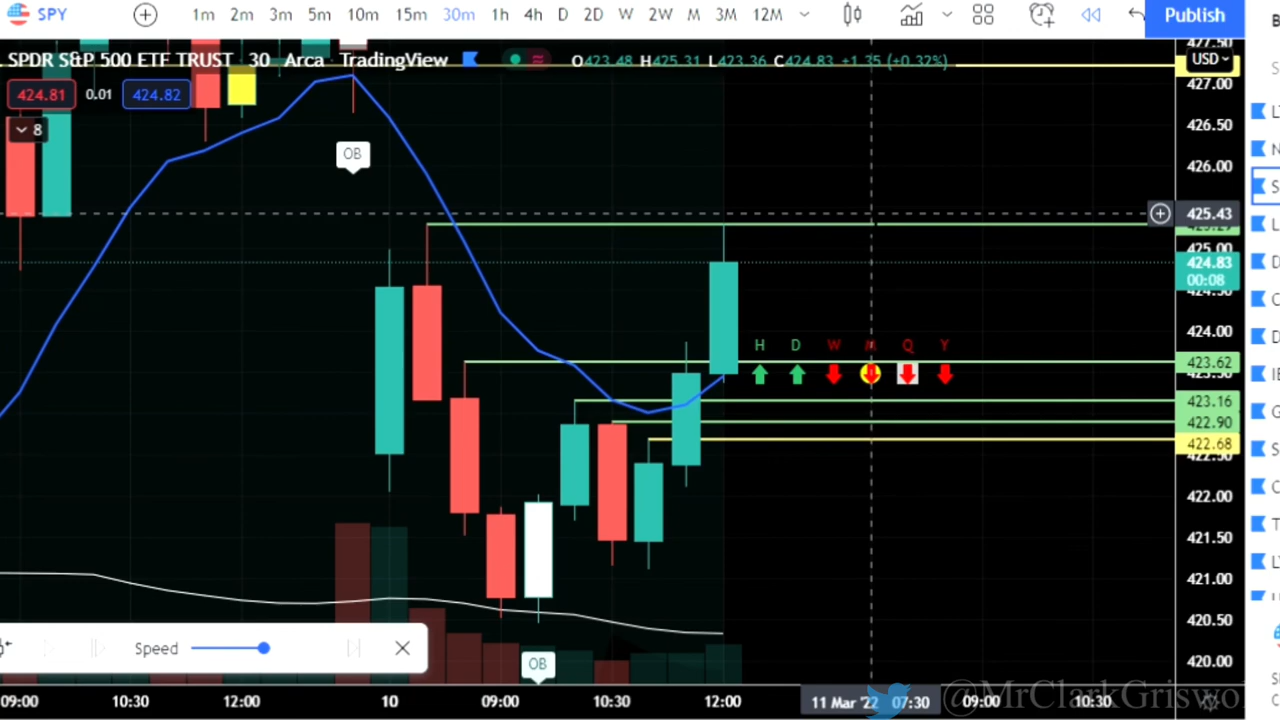 SPY 1m 2m 3m 5m 10m 15m 30m 1h 4h D 2D W 2W M 3M 12M Publish
SPDR S&P 500 ETF TRUST 30 Arca TradingView O423.48 H425.31 L423.36 C424.83 +1.35 (+0.32%)
477.50
USD
424.81 0.01 424.82
427.00
8
426.50
OB
426.00
425.43
425.00
424.83
00:08
424.50
424.00
H D W M Q Y
423.62
423.50
423.16
422.90
422.68
422.50
422.00
421.50
421.00
420.50
Speed
OB
420.00
09:00 10:30 12:00 10 09:00 10:30 12:00 11 Mar '22 07:30 09:00 10:30
@MrClarkGriswo